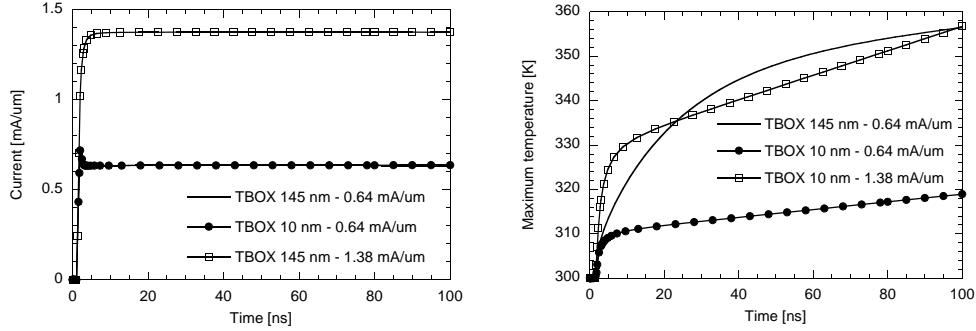 1.5
1
0.5
0
Current [mA/um]
TBOX 145 nm - 0.64 mA/um
TBOX 10 nm - 0.64 mA/um
TBOX 145 nm - 1.38 mA/um
0 20 40 60 80 100
Time [ns]
360
350
340
330
320
310
300
Maximum temperature [K]
TBOX 145 nm - 0.64 mA/um
TBOX 10 nm - 0.64 mA/um
TBOX 10 nm - 1.38 mA/um
0 20 40 60 80 100
Time [ns]